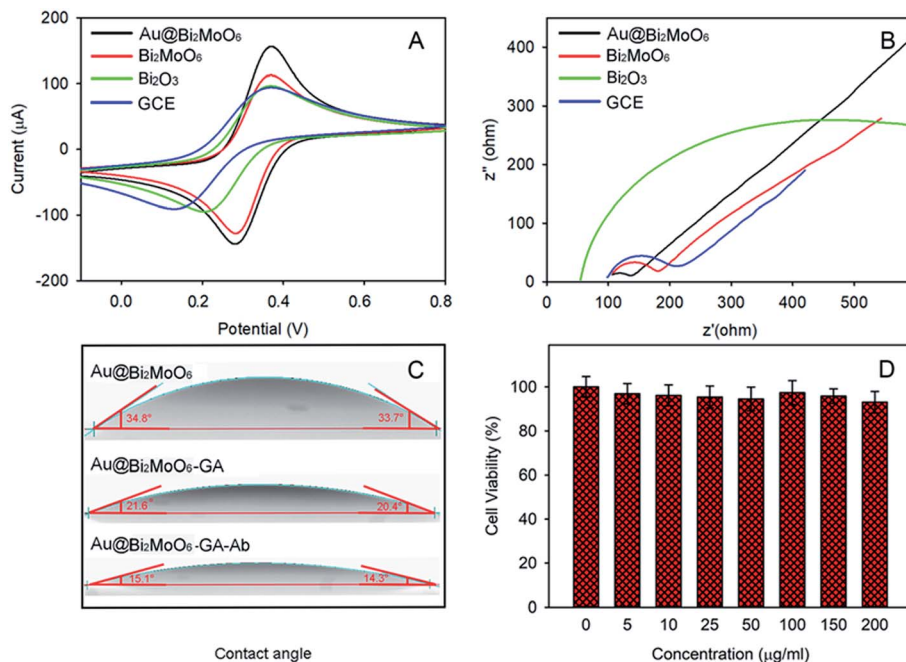 A
Au@Bi₂MoO₆
Bi₂MoO₆
Bi₂O₃
GCE
200
100
0
-100
-200
Current (μA)
0.0 0.2 0.4 0.6 0.8
Potential (V)
B
Au@Bi₂MoO₆
Bi₂MoO₆
Bi₂O₃
GCE
400
300
200
100
0
z" (ohm)
0 100 200 300 400 500
z'(ohm)
C
Au@Bi₂MoO₆
34.8° 33.7°
Au@Bi₂MoO₆-GA
21.6° 20.4°
Au@Bi₂MoO₆-GA-Ab
15.1° 14.3°
Contact angle
D
100
80
60
40
20
0
Cell Viability (%)
0 5 10 25 50 100 150 200
Concentration (μg/ml)